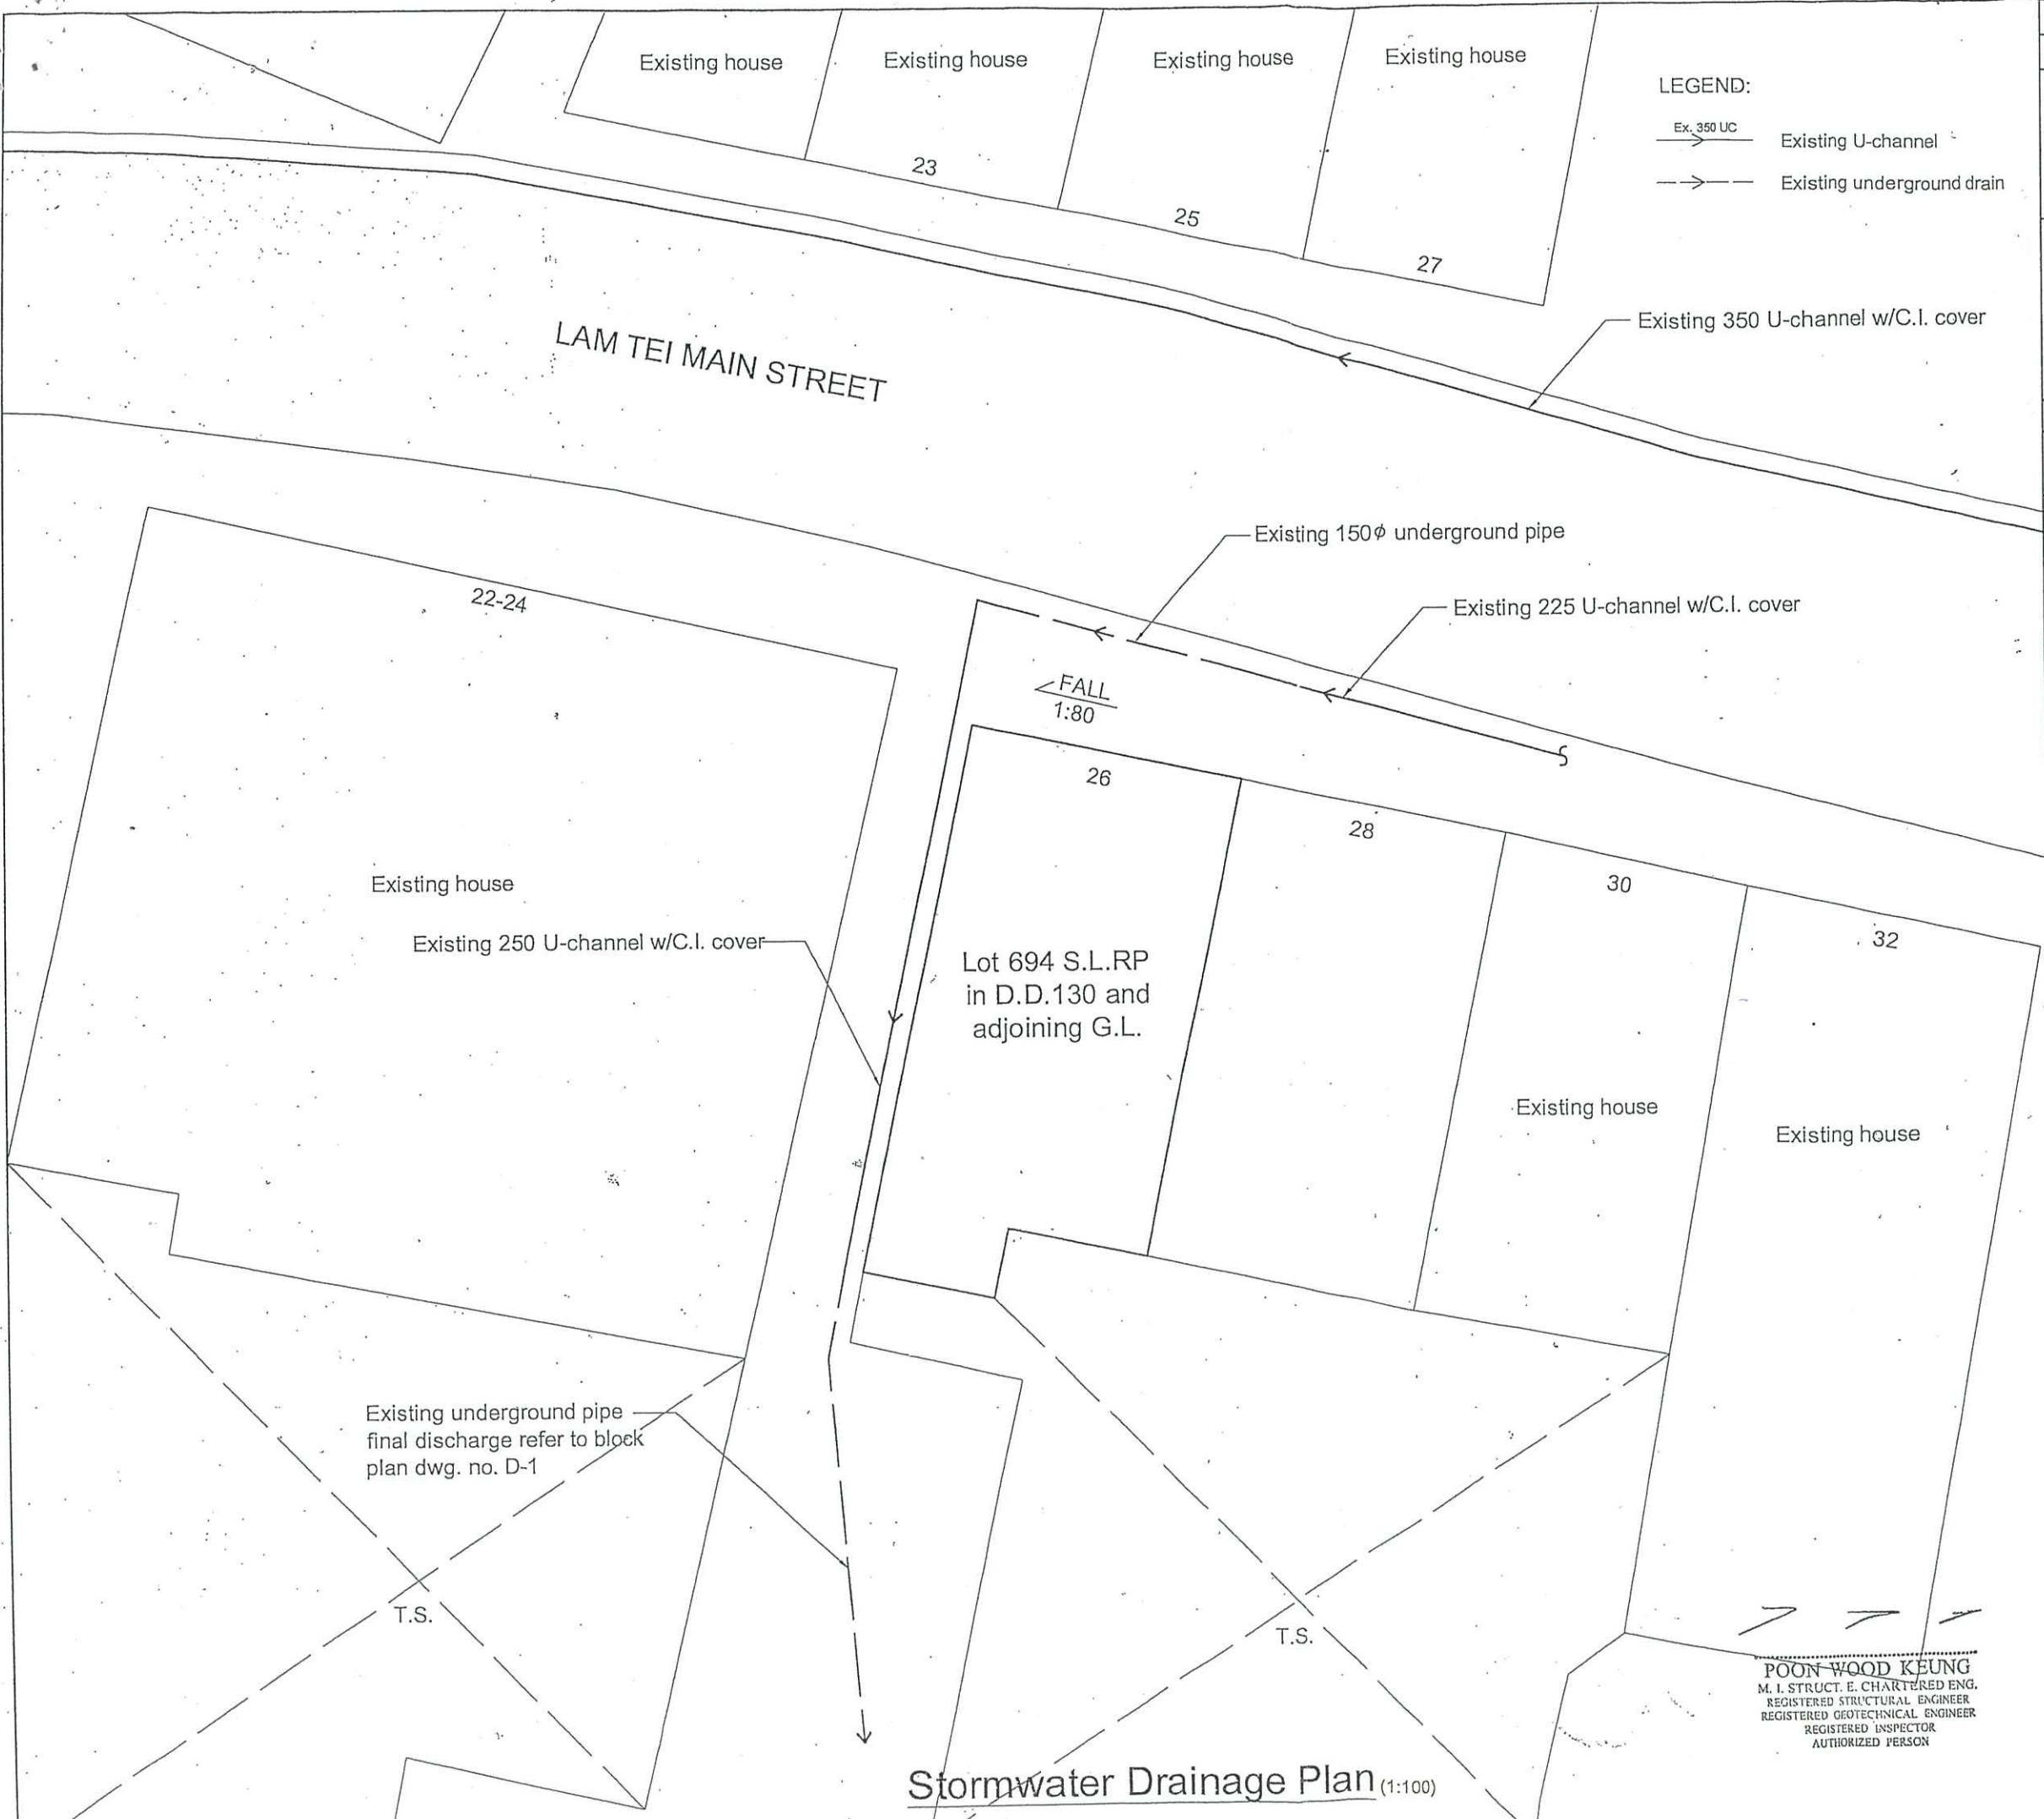 Existing house
Existing house
Existing house
Existing house
LEGEND:
Ex. 350 UC
Existing U-channel
Existing underground drain
23
25
27
Existing 350 U-channel w/C.I. cover
LAM TEI MAIN STREET
Existing 150ϕ underground pipe
Existing 225 U-channel w/C.I. cover
22-24
FALL
1:80
26
28
30
32
Existing house
Existing 250 U-channel w/C.I. cover
Lot 694 S.L.RP
in D.D.130 and
adjoining G.L.
Existing house
Existing house
Existing underground pipe
final discharge refer to block
plan dwg. no. D-1
T.S.
T.S.
POON WOOD KEUNG
M. I. STRUCT. E. CHARTERED ENG.
REGISTERED STRUCTURAL ENGINEER
REGISTERED GEOTECHNICAL ENGINEER
REGISTERED INSPECTOR
AUTHORIZED PERSON
Stormwater Drainage Plan (1:100)